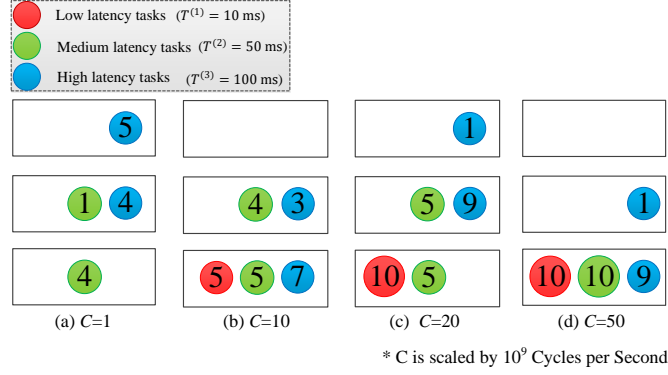 Low latency tasks (T^(1) = 10 ms)
Medium latency tasks (T^(2) = 50 ms)
High latency tasks (T^(3) = 100 ms)
5 1
1 4 4 3 5 9 1
4 5 5 7 10 5 10 10 9
(a) C=1 (b) C=10 (c) C=20 (d) C=50
* C is scaled by 10^9 Cycles per Second